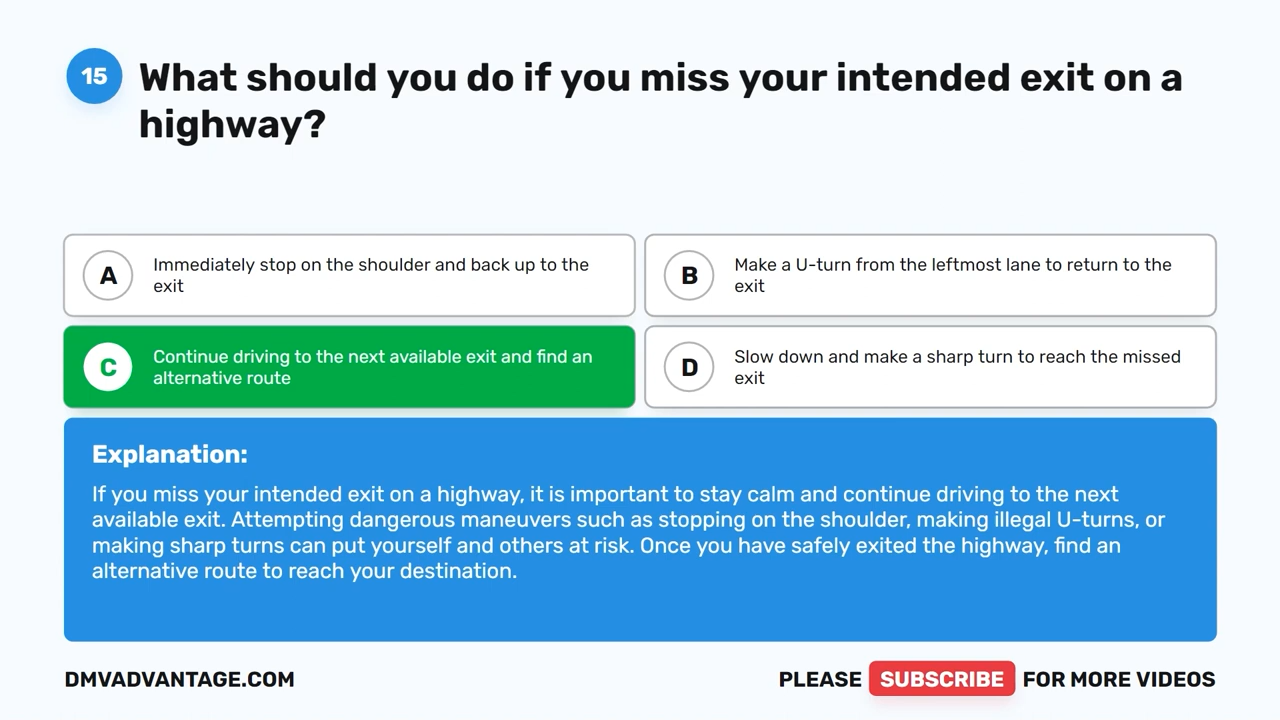 15
What should you do if you miss your intended exit on a
highway?
A
Immediately stop on the shoulder and back up to the
exit
B
Make a U-turn from the leftmost lane to return to the
exit
C
Continue driving to the next available exit and find an
alternative route
D
Slow down and make a sharp turn to reach the missed
exit
Explanation:
If you miss your intended exit on a highway, it is important to stay calm and continue driving to the next
available exit. Attempting dangerous maneuvers such as stopping on the shoulder, making illegal U-turns, or
making sharp turns can put yourself and others at risk. Once you have safely exited the highway, find an
alternative route to reach your destination.
DMVADVANTAGE.COM
PLEASE SUBSCRIBE FOR MORE VIDEOS